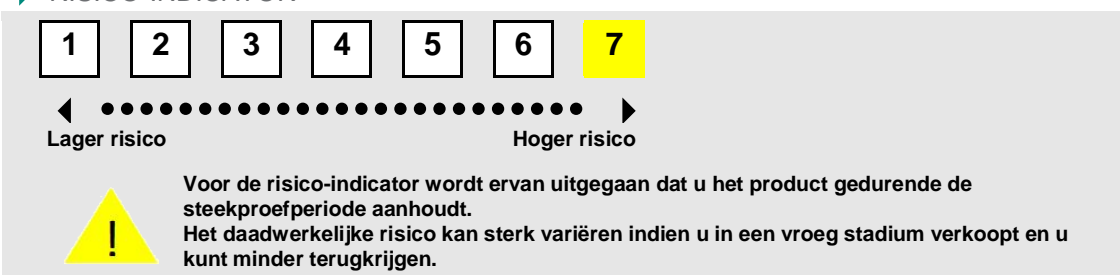 RISICO-INDICATOR
1 2 3 4 5 6 7
Lager risico Hoger risico
Voor de risico-indicator wordt ervan uitgegaan dat u het product gedurende de
steekproefperiode aanhoudt.
Het daadwerkelijke risico kan sterk variëren indien u in een vroeg stadium verkoopt en u
kunt minder terugkrijgen.
!